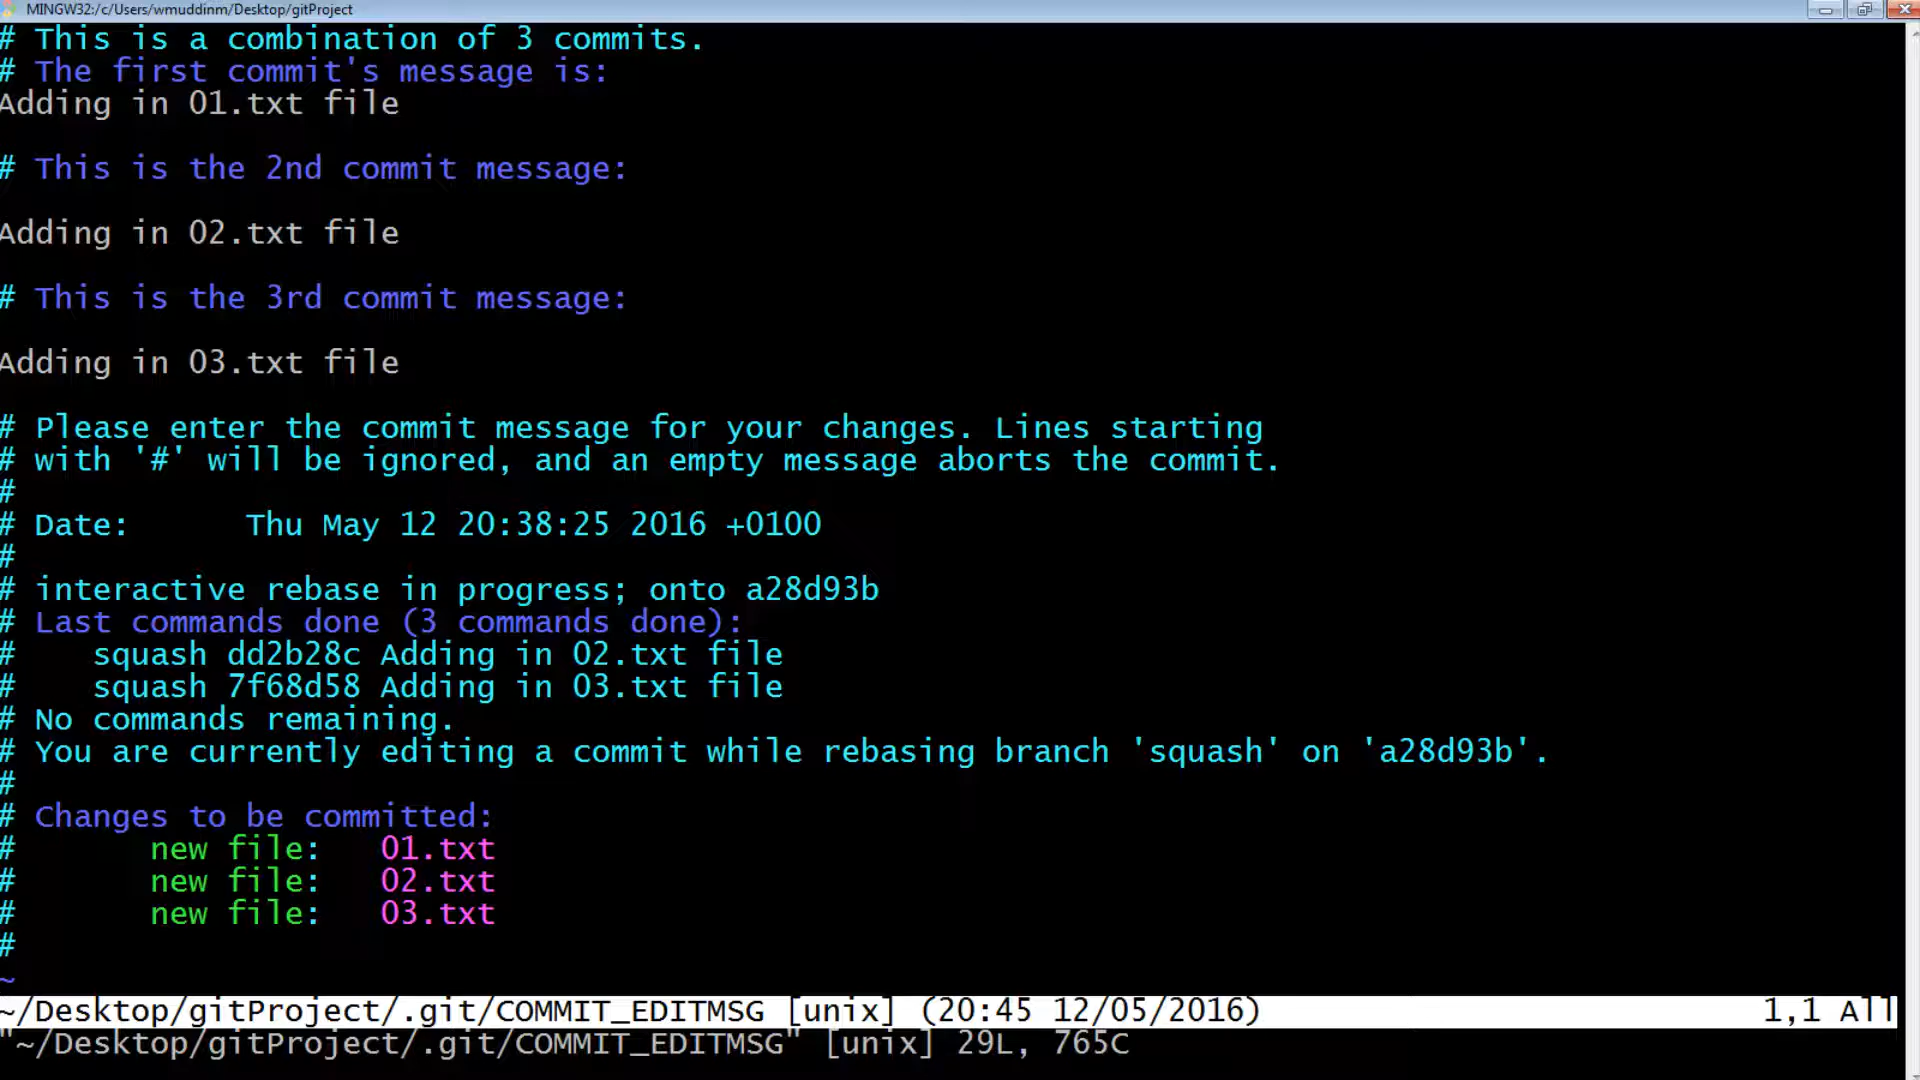 MINGW32:/c/Users/wmuddinm/Desktop/gitProject
# This is a combination of 3 commits.
# The first commit's message is:
Adding in 01.txt file
# This is the 2nd commit message:
Adding in 02.txt file
# This is the 3rd commit message:
Adding in 03.txt file
# Please enter the commit message for your changes. Lines starting
# with '#' will be ignored, and an empty message aborts the commit.
#
# Date:      Thu May 12 20:38:25 2016 +0100
#
# interactive rebase in progress; onto a28d93b
# Last commands done (3 commands done):
#    squash dd2b28c Adding in 02.txt file
#    squash 7f68d58 Adding in 03.txt file
# No commands remaining.
# You are currently editing a commit while rebasing branch 'squash' on 'a28d93b'.
#
# Changes to be committed:
#       new file:   01.txt
#       new file:   02.txt
#       new file:   03.txt
#
~
~/Desktop/gitProject/.git/COMMIT_EDITMSG [unix] (20:45 12/05/2016) 1,1 All
"~/Desktop/gitProject/.git/COMMIT_EDITMSG" [unix] 29L, 765C